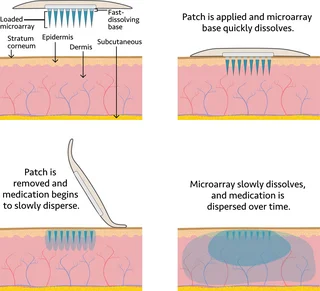 Loaded
microarray
Fast-
dissolving
base
Stratum
corneum
Epidermis
Dermis
Subcutaneous
Patch is applied and microarray
base quickly dissolves.
Patch is
removed and
medication begins
to slowly disperse.
Microarray slowly dissolves,
and medication is
dispersed over time.